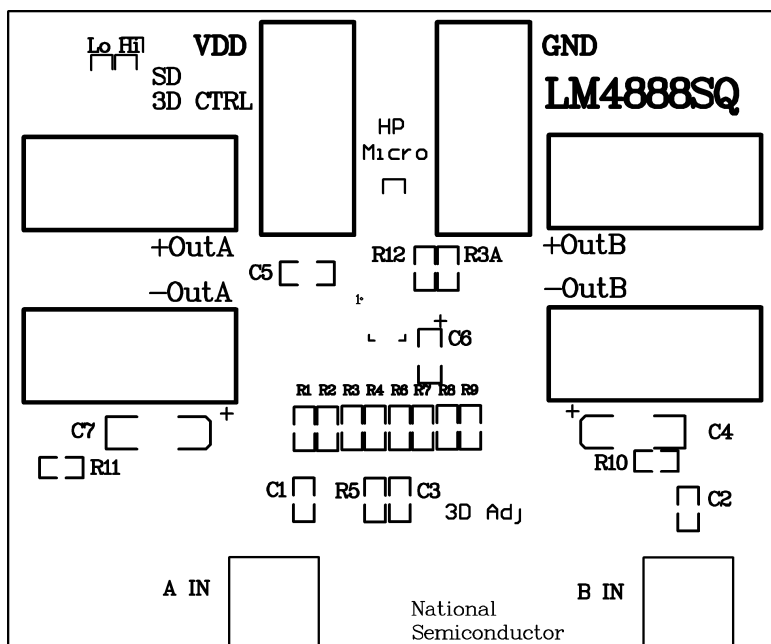 Lo Hi
VDD
GND
SD
3D CTRL
LM4888SQ
HP
Micro
+OutA
R12
R3A
+OutB
C5
-OutA
-OutB
1
+
C6
R1 R2 R3 R4 R6 R7 R8 R9
+
+
C7
C4
R11
R10
C1
R5
C3
C2
3D Adj
A IN
B IN
National
Semiconductor